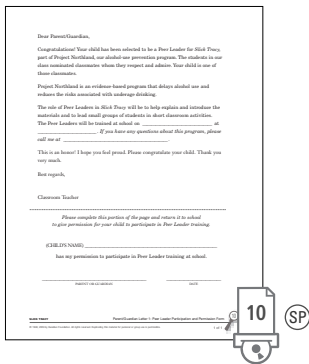 Dear Parent/Guardian,
Congratulations! Your child has been selected to be a Peer Leader for Slick Tracy,
part of Project Northland, our alcohol-use prevention program. The students in our
class nominated classmates whom they respect and admire. Your child is one of
those classmates.
Project Northland is an evidence-based program that delays alcohol use and
reduces the risks associated with underage drinking.
The role of Peer Leaders in Slick Tracy will be to help explain and introduce the
materials and to lead small groups of students in short classroom activities.
The Peer Leaders will be trained at school on ____________________ at
____________________. If you have any questions about this program, please
call me at ____________________.
This is an honor! I hope you feel proud. Please congratulate your child. Thank you
very much.
Best regards,
Classroom Teacher
Please complete this portion of the page and return it to school
to give permission for your child to participate in Peer Leader training.
(CHILD'S NAME) ____________________
has my permission to participate in Peer Leader training at school.
PARENT OR GUARDIAN DATE
SLICK TRACY Parent/Guardian Letter 1: Peer Leader Participation and Permission Form
1 of 1
10
SP